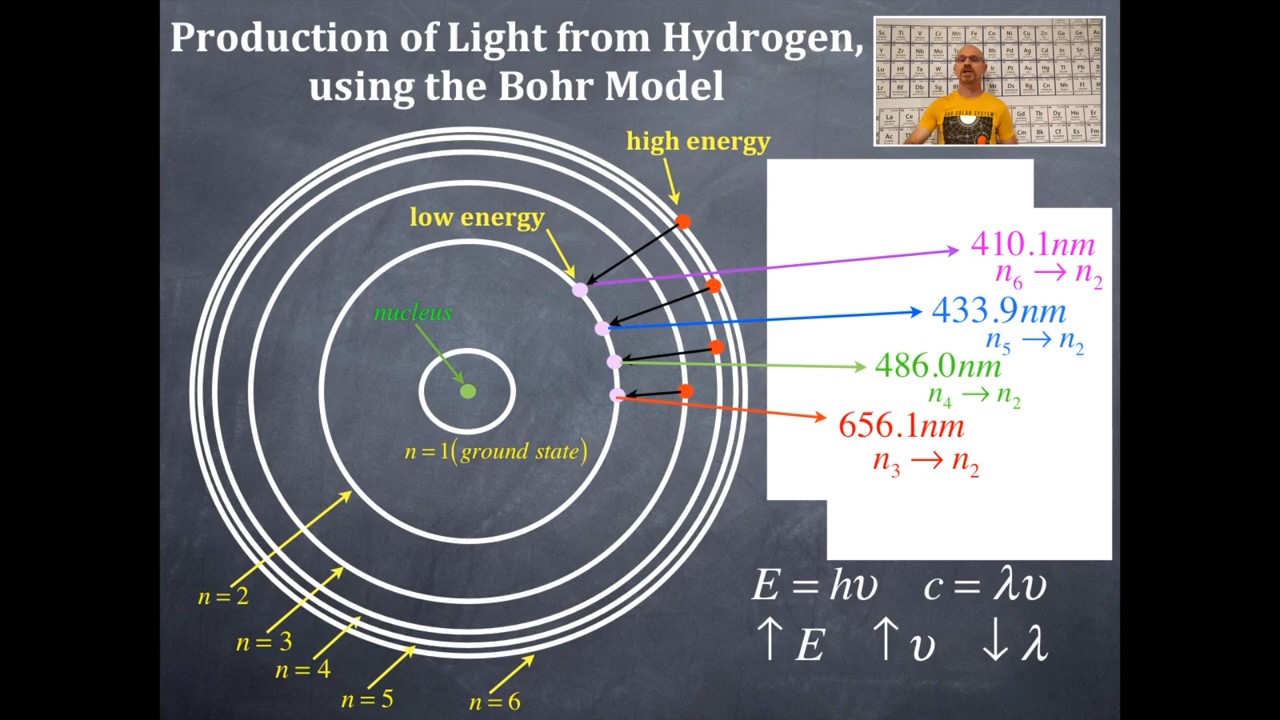 Production of Light from Hydrogen,
using the Bohr Model
high energy
low energy
nucleus
n = 1(ground state)
n = 2
n = 3
n = 4
n = 5
n = 6
410.1nm
n₆ → n₂
433.9nm
n₅ → n₂
486.0nm
n₄ → n₂
656.1nm
n₃ → n₂
E = hυ c = λυ
↑ E ↑ υ ↓ λ